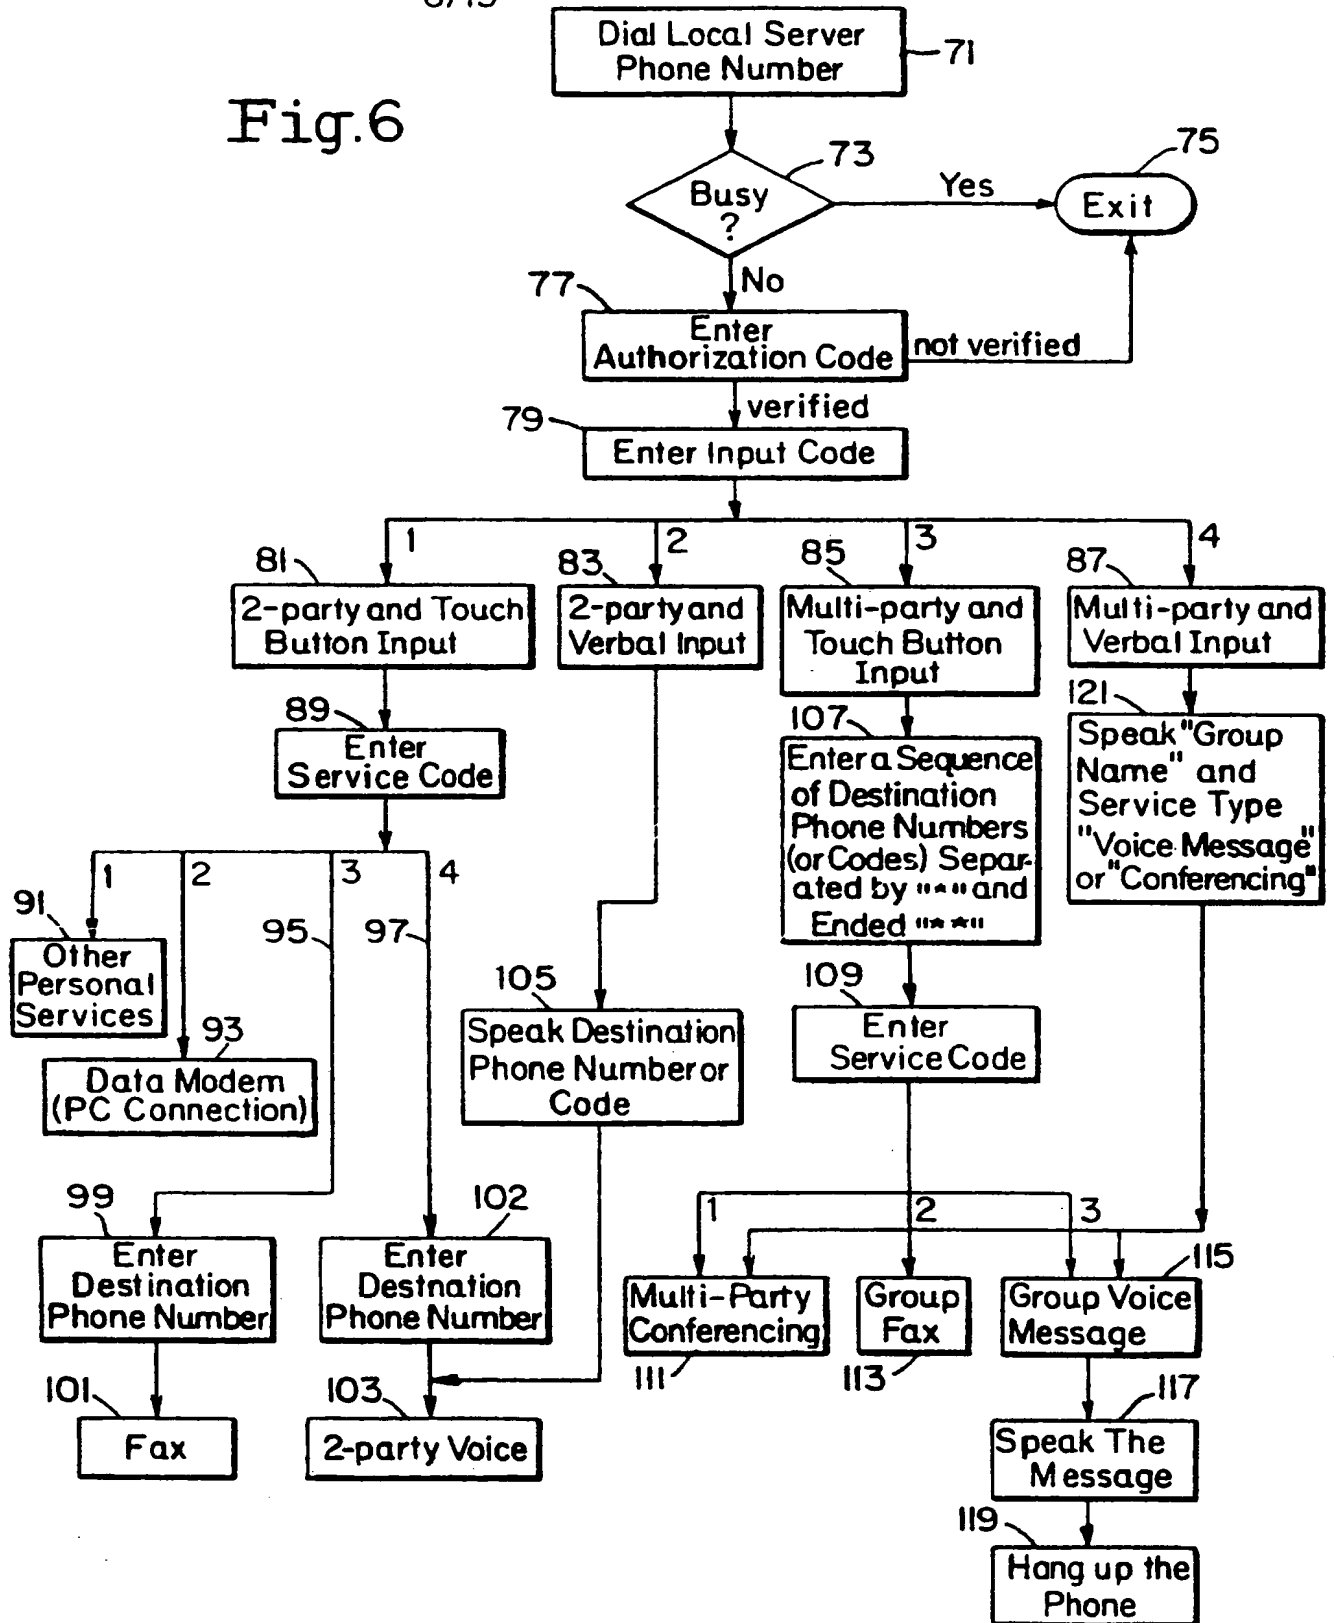 Dial Local Server
Phone Number
71
Fig.6
73
75
Busy
?
Yes
Exit
No
77
Enter
Authorization Code
not verified
verified
79
Enter Input Code
1
2
3
4
81
83
85
87
2-party and Touch
Button Input
2-party and
Verbal Input
Multi-party and
Touch Button
Input
Multi-party and
Verbal Input
89
Enter
Service Code
107
Enter a Sequence
of Destination
Phone Numbers
(or Codes) Separ-
ated by "*" and
Ended "**"
121
Speak "Group
Name" and
Service Type
"Voice Message"
or "Conferencing"
1
2
3
4
91
95
97
Other
Personal
Services
93
Data Modem
(PC Connection)
105
Speak Destination
Phone Number or
Code
109
Enter
Service Code
99
Enter
Destination
Phone Number
102
Enter
Destnation
Phone Number
1
2
3
115
Multi-Party
Conferencing
111
Group
Fax
113
Group Voice
Message
101
Fax
103
2-party Voice
117
Speak The
Message
119
Hang up the
Phone